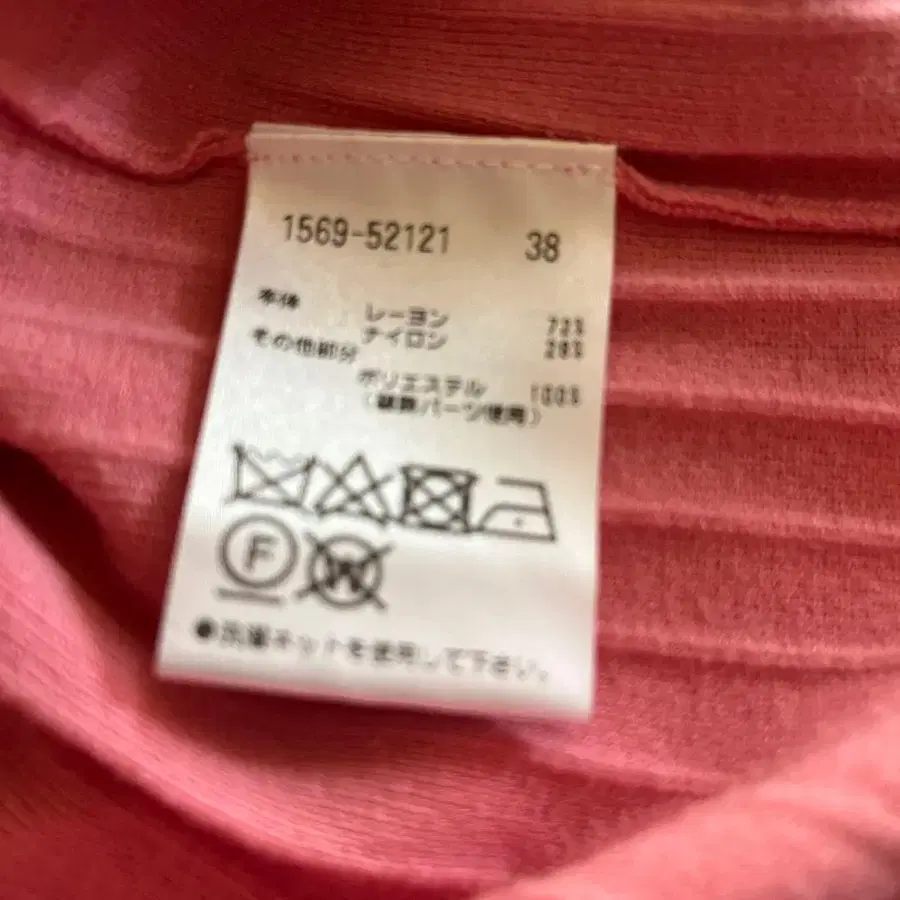 1569-52121 38
本体
レーヨン 72%
ナイロン 28%
その他部分
ポリエステル 100%
(装飾パーツ使用)
F W
●洗濯ネットを使用して下さい。